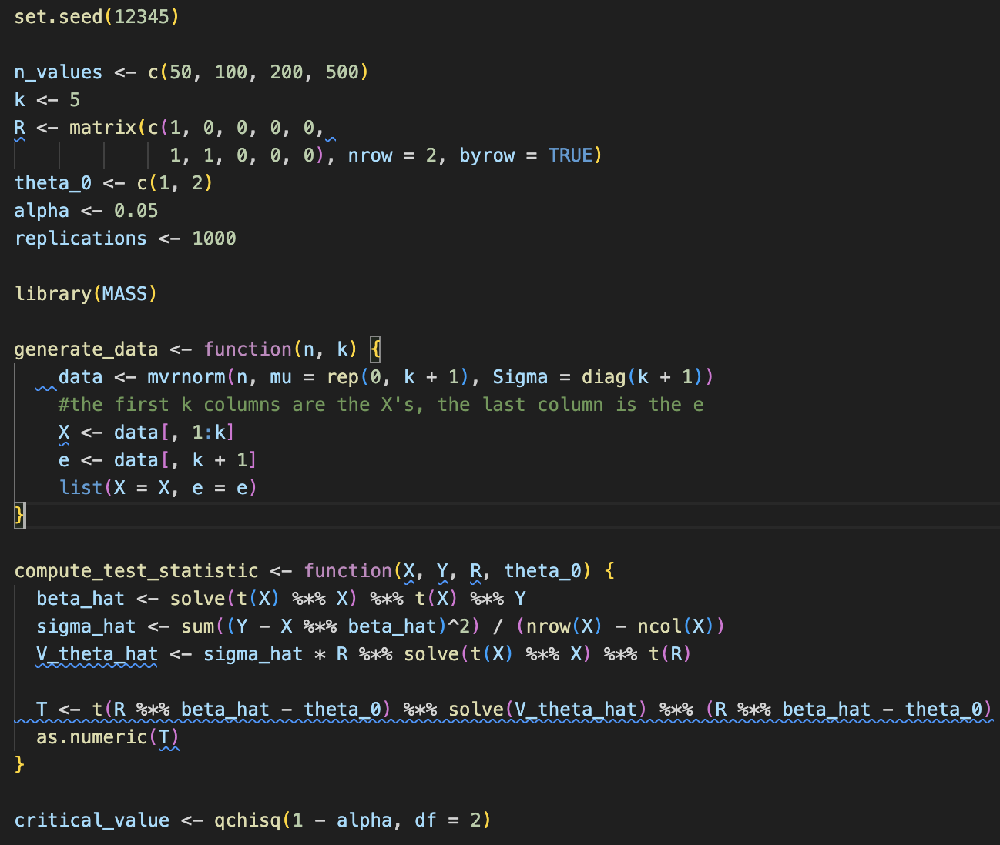 set.seed(12345)
n_values <- c(50, 100, 200, 500)
k <- 5
R <- matrix(c(1, 0, 0, 0, 0,
1, 1, 0, 0, 0), nrow = 2, byrow = TRUE)
theta_0 <- c(1, 2)
alpha <- 0.05
replications <- 1000
library(MASS)
generate_data <- function(n, k) {
data <- mvrnorm(n, mu = rep(0, k + 1), Sigma = diag(k + 1))
#the first k columns are the X's, the last column is the e
X <- data[, 1:k]
e <- data[, k + 1]
list(X = X, e = e)
}
compute_test_statistic <- function(X, Y, R, theta_0) {
beta_hat <- solve(t(X) %*% X) %*% t(X) %*% Y
sigma_hat <- sum((Y - X %*% beta_hat)^2) / (nrow(X) - ncol(X))
V_theta_hat <- sigma_hat * R %*% solve(t(X) %*% X) %*% t(R)
T <- t(R %*% beta_hat - theta_0) %*% solve(V_theta_hat) %*% (R %*% beta_hat - theta_0)
as.numeric(T)
}
critical_value <- qchisq(1 - alpha, df = 2)